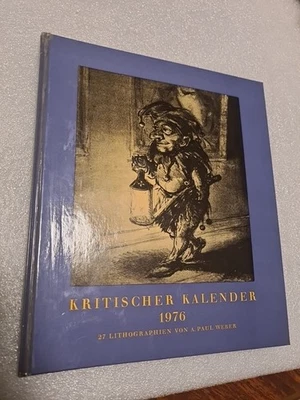 KRITISCHER KALENDER
1976
27 LITHOGRAPHIEN VON A. PAUL WEBER